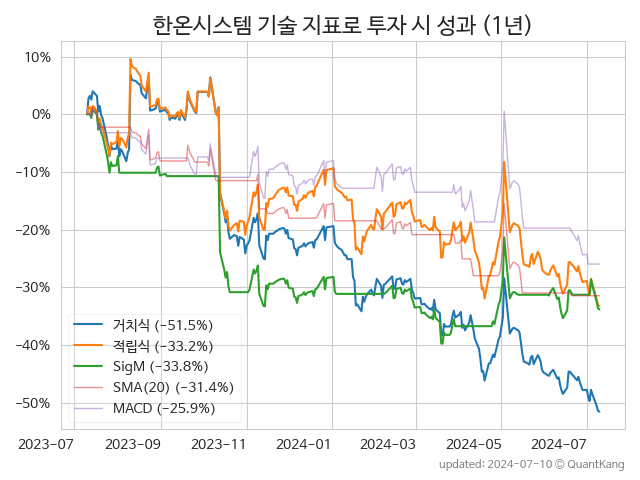 한온시스템 기술 지표로 투자 시 성과 (1년)
10%
0%
−10%
−20%
−30%
−40%
−50%
거치식 (−51.5%)
적립식 (−33.2%)
SigM (−33.8%)
SMA(20) (−31.4%)
MACD (−25.9%)
2023-07
2023-09
2023-11
2024-01
2024-03
2024-05
2024-07
updated: 2024-07-10 © QuantKang